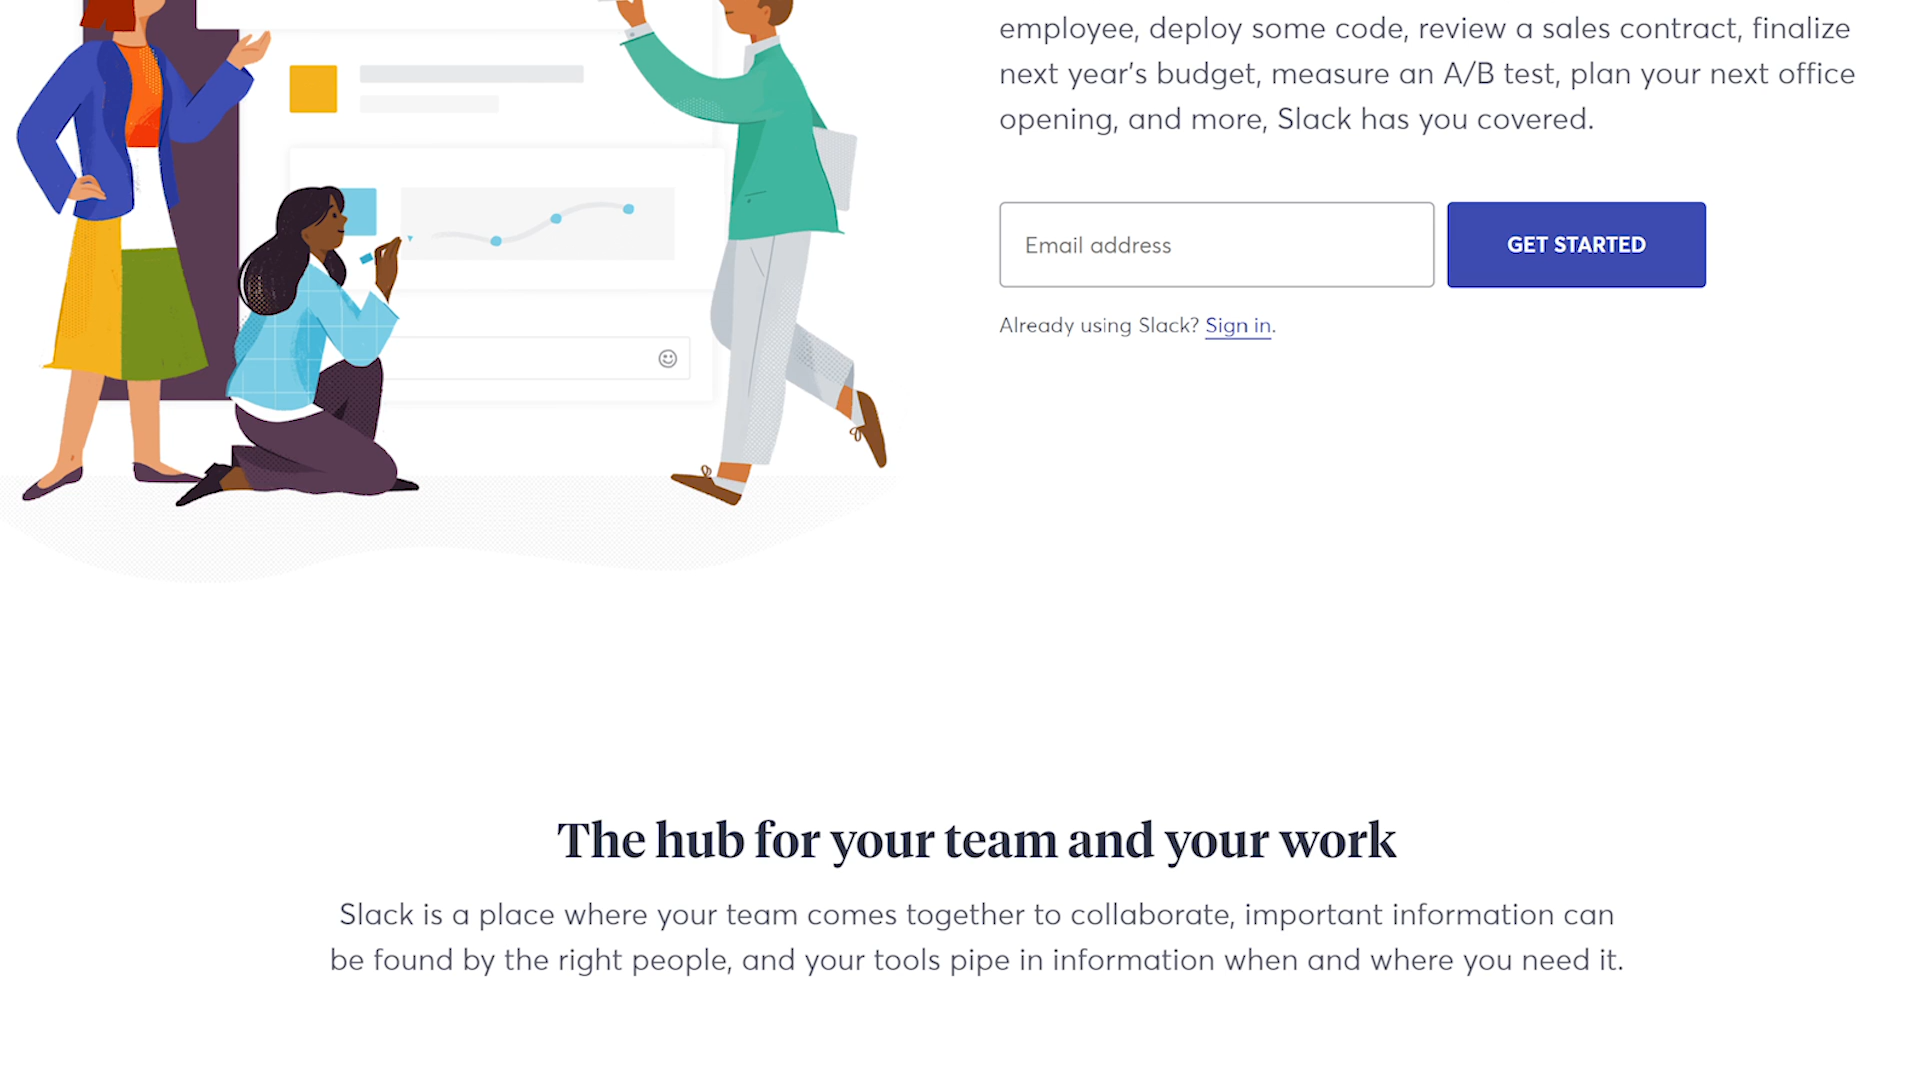 employee, deploy some code, review a sales contract, finalize
next year’s budget, measure an A/B test, plan your next office
opening, and more, Slack has you covered.
Email address
GET STARTED
Already using Slack? Sign in.
The hub for your team and your work
Slack is a place where your team comes together to collaborate, important information can
be found by the right people, and your tools pipe in information when and where you need it.